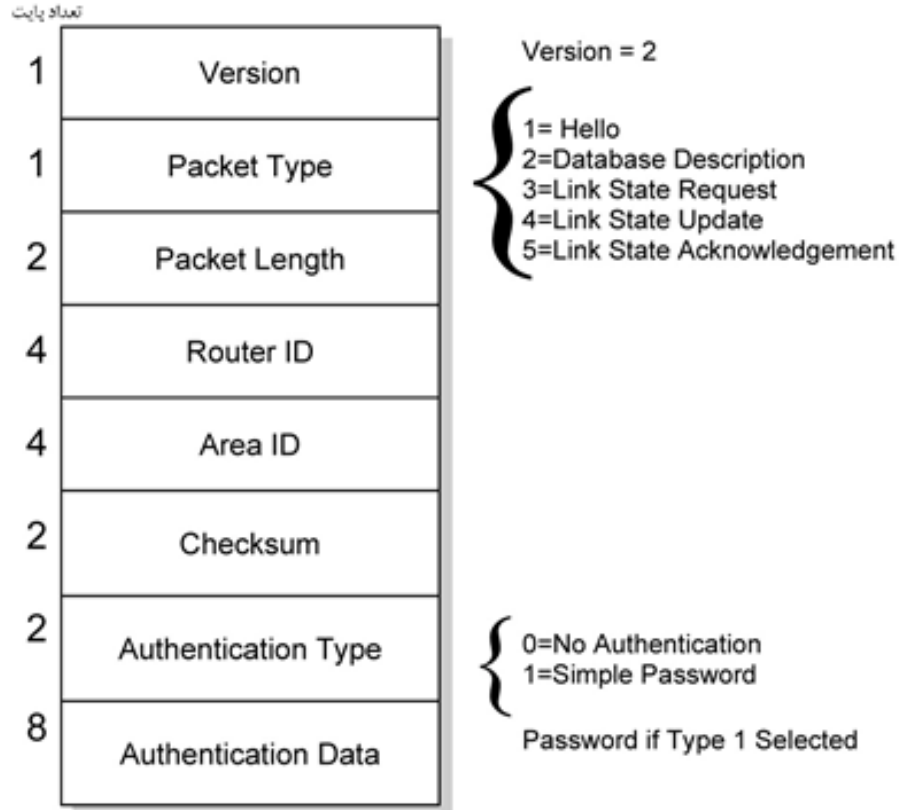 تعداد بایت
1 Version
Version = 2
1 Packet Type
1= Hello
2=Database Description
3=Link State Request
4=Link State Update
5=Link State Acknowledgement
2 Packet Length
4 Router ID
4 Area ID
2 Checksum
2 Authentication Type
0=No Authentication
1=Simple Password
8 Authentication Data
Password if Type 1 Selected